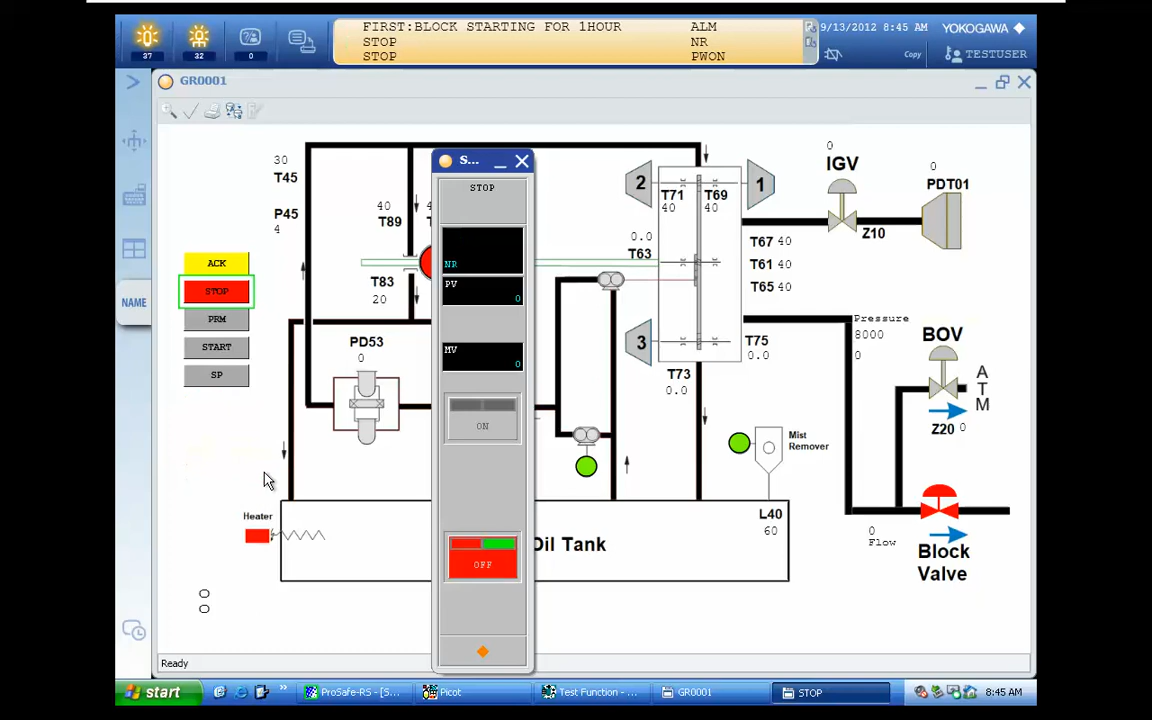 FIRST:BLOCK STARTING FOR 1HOUR ALM
STOP NR
STOP PWON
9/13/2012 8:45 AM YOKOGAWA
Copy TESTUSER
37 32 0
GR0001
30
T45
P45
4
40
T89
T83
20
ACK
STOP
PRM
START
SP
NAME
PD53
0
S...
STOP
NR
PV
0
MV
0
ON
OFF
2
1
3
T71
40
T69
40
0.0
T63
T67 40
T61 40
T65 40
T75
0.0
T73
0.0
0
IGV
Z10
0
PDT01
Pressure
8000
0
BOV
ATM
Z20 0
Mist
Remover
L40
60
0
Flow
Block
Valve
Heater
Oil Tank
Ready
start
ProSafe-RS - [S...
Picot
Test Function - ...
GR0001
STOP
8:45 AM